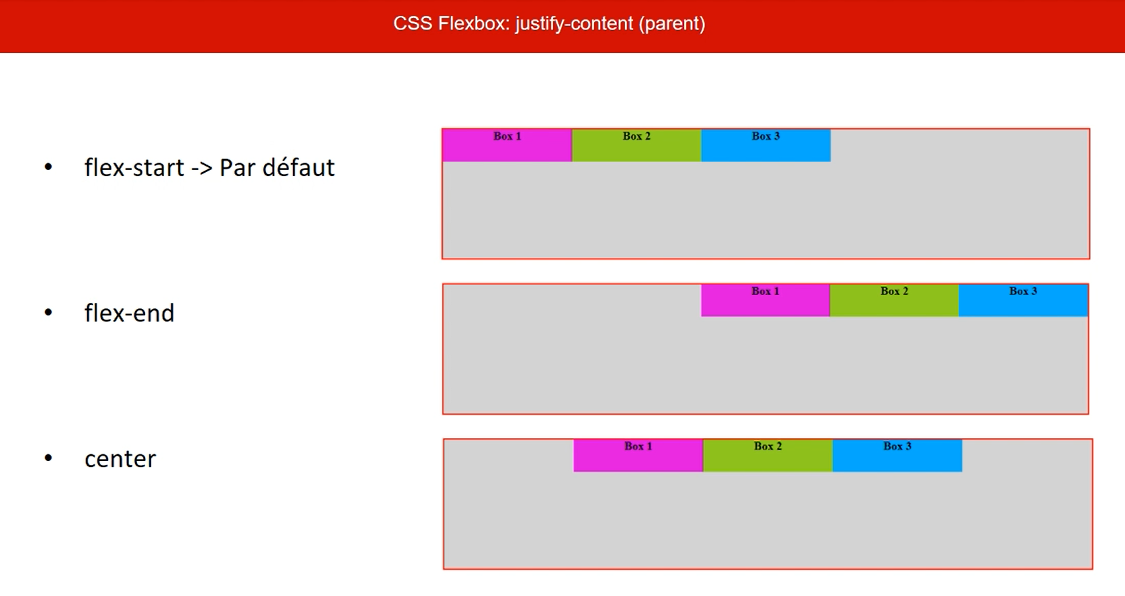 CSS Flexbox: justify-content (parent)
• flex-start -> Par défaut
Box 1 Box 2 Box 3
• flex-end
Box 1 Box 2 Box 3
• center
Box 1 Box 2 Box 3